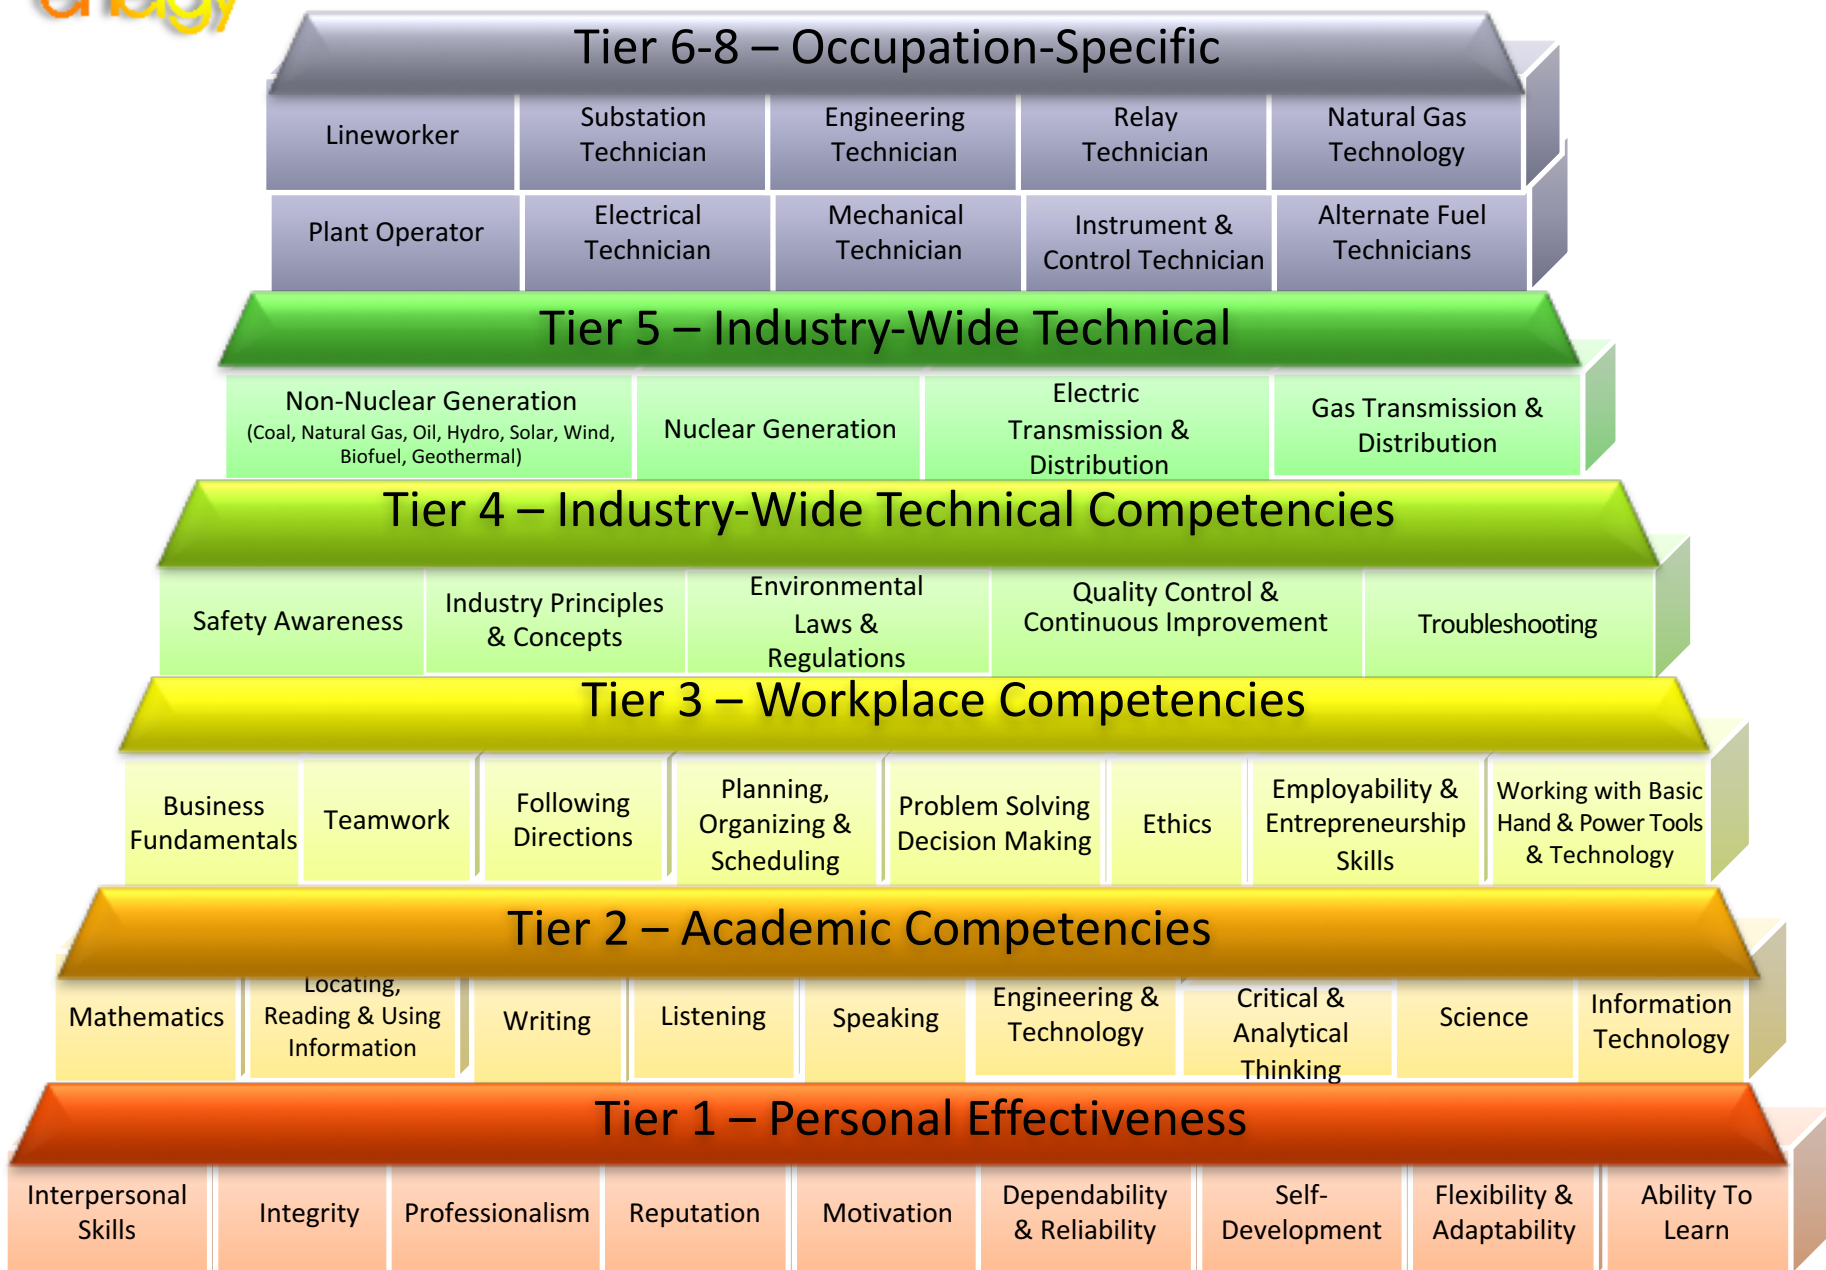 Tier 6-8 – Occupation-Specific
Lineworker
Substation
Technician
Engineering
Technician
Relay
Technician
Natural Gas
Technology
Plant Operator
Electrical
Technician
Mechanical
Technician
Instrument &
Control Technician
Alternate Fuel
Technicians
Tier 5 – Industry-Wide Technical
Non-Nuclear Generation
(Coal, Natural Gas, Oil, Hydro, Solar, Wind,
Biofuel, Geothermal)
Nuclear Generation
Electric
Transmission &
Distribution
Gas Transmission &
Distribution
Tier 4 – Industry-Wide Technical Competencies
Safety Awareness
Industry Principles
& Concepts
Environmental
Laws &
Regulations
Quality Control &
Continuous Improvement
Troubleshooting
Tier 3 – Workplace Competencies
Business
Fundamentals
Teamwork
Following
Directions
Planning,
Organizing &
Scheduling
Problem Solving
Decision Making
Ethics
Employability &
Entrepreneurship
Skills
Working with Basic
Hand & Power Tools
& Technology
Tier 2 – Academic Competencies
Mathematics
Locating,
Reading & Using
Information
Writing
Listening
Speaking
Engineering &
Technology
Critical &
Analytical
Thinking
Science
Information
Technology
Tier 1 – Personal Effectiveness
Interpersonal
Skills
Integrity
Professionalism
Reputation
Motivation
Dependability
& Reliability
Self-
Development
Flexibility &
Adaptability
Ability To
Learn